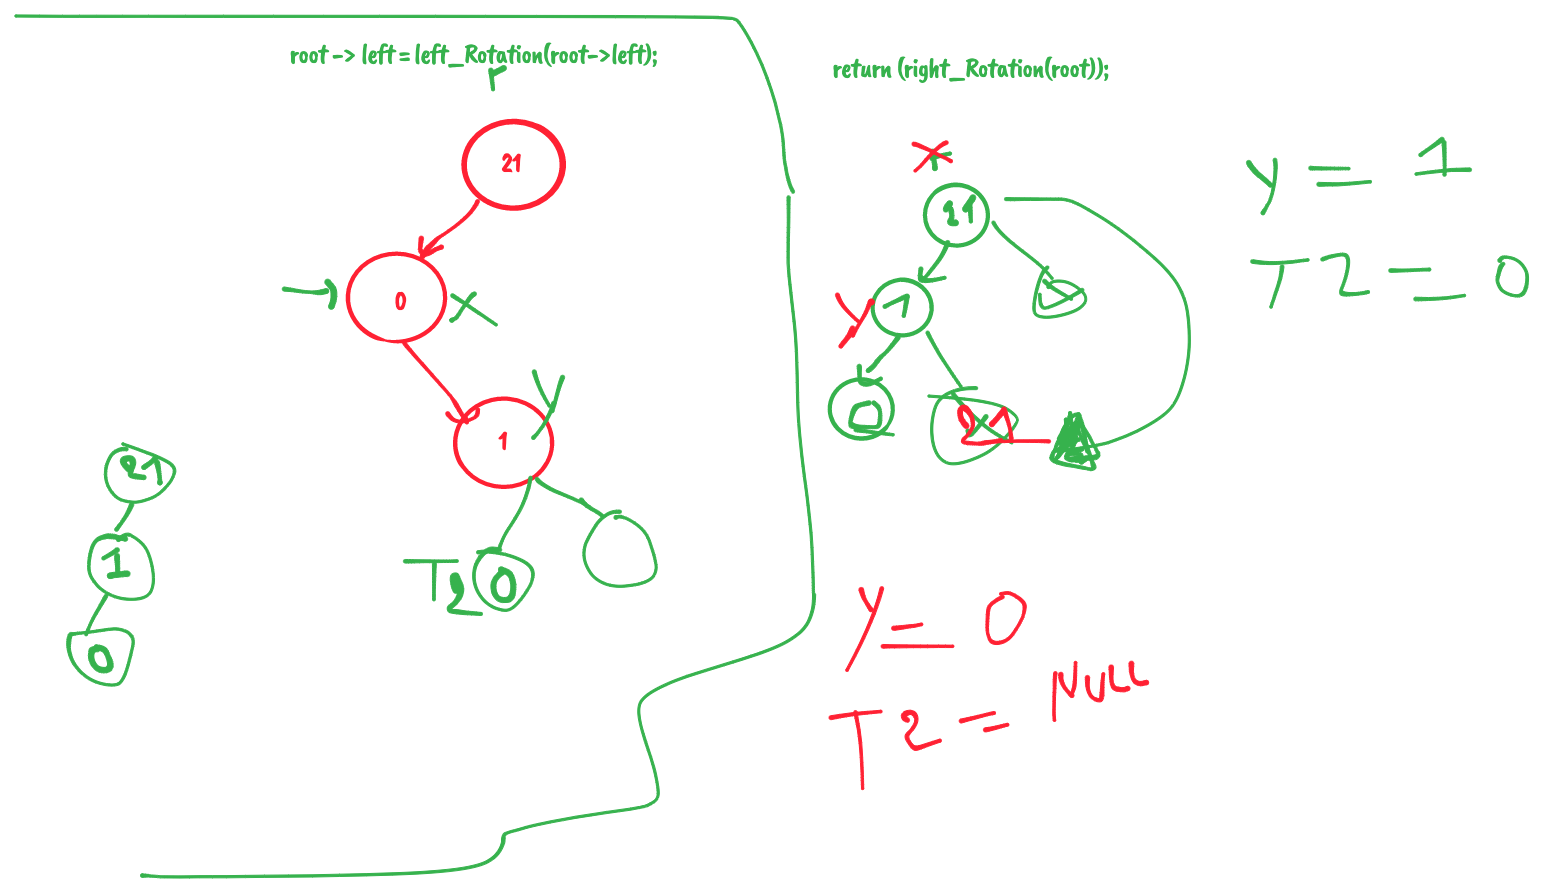 root -> left = left_Rotation(root->left);
r
21
0
x
y
1
T2
0
21
1
0
return (right_Rotation(root));
21
y
1
0
21
y = 1
T2 = 0
y = 0
T2 = NULL